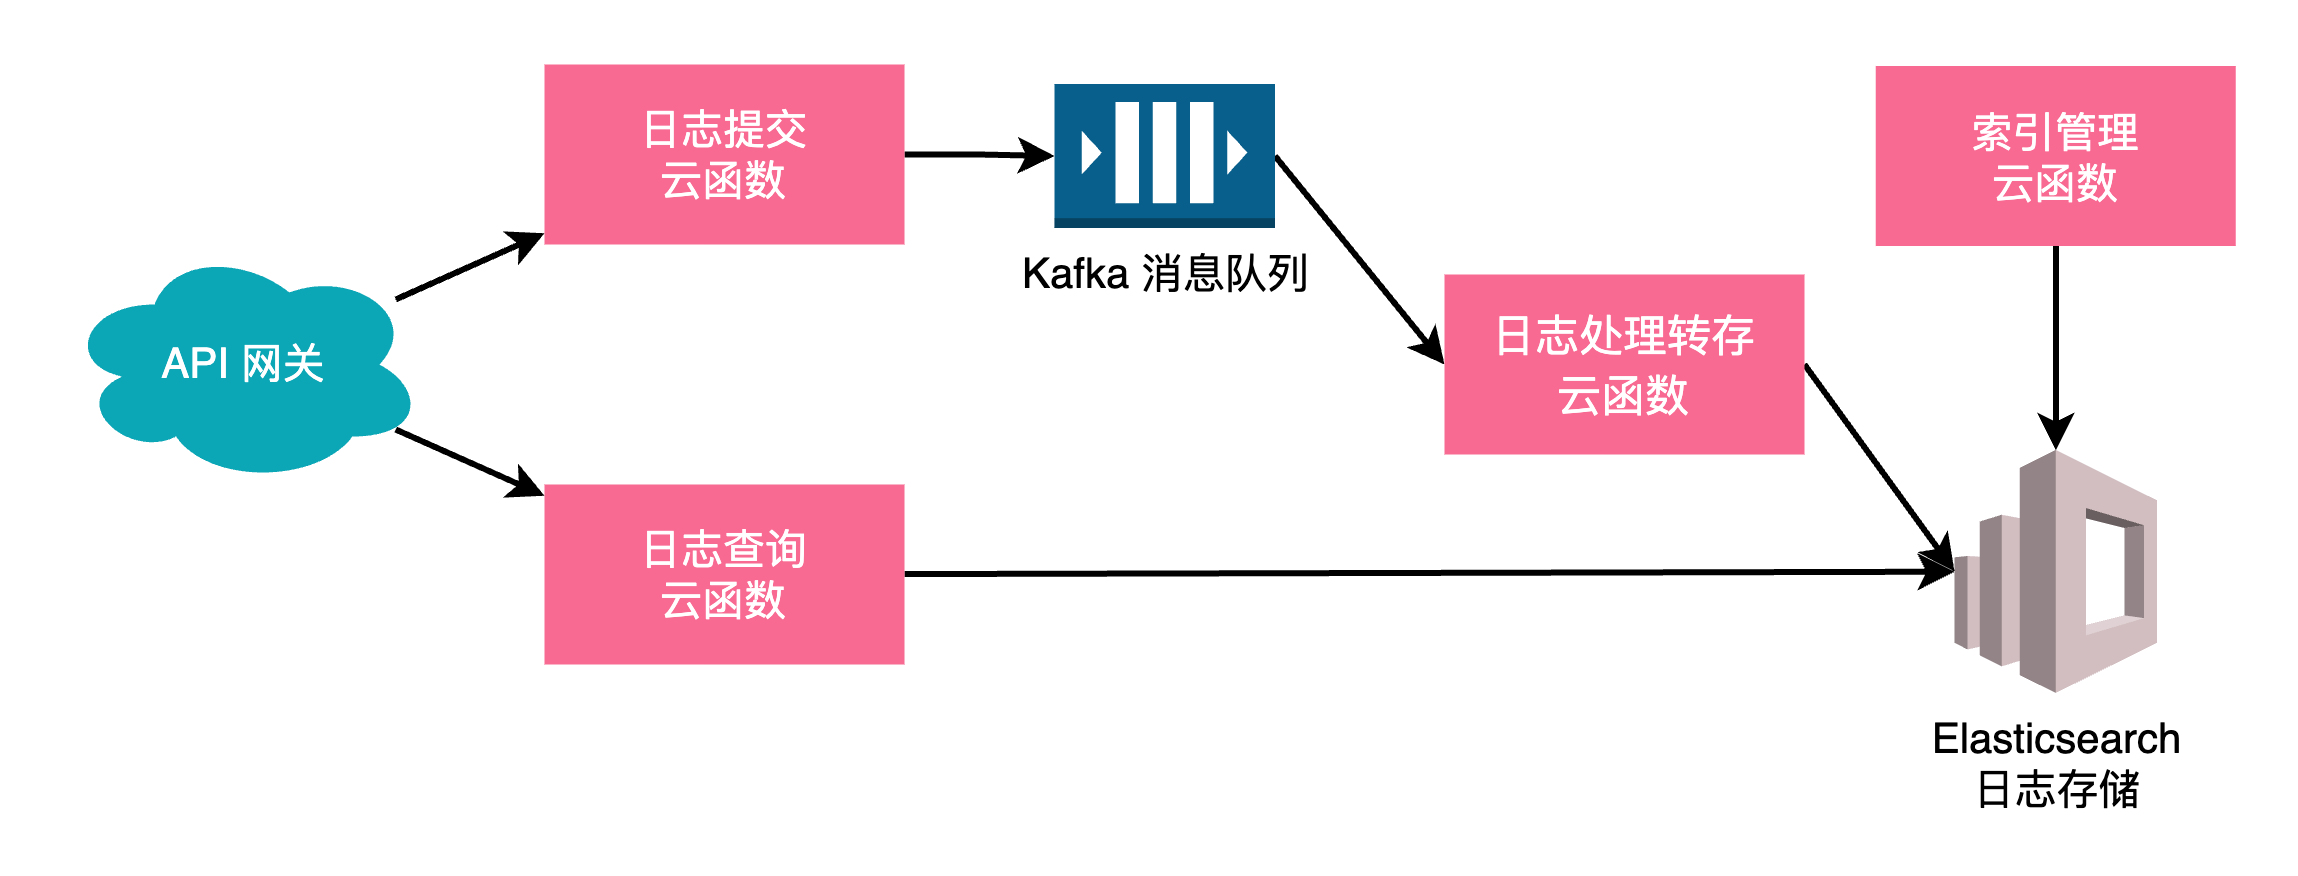 日志提交
云函数
索引管理
云函数
Kafka 消息队列
API 网关
日志处理转存
云函数
日志查询
云函数
Elasticsearch
日志存储